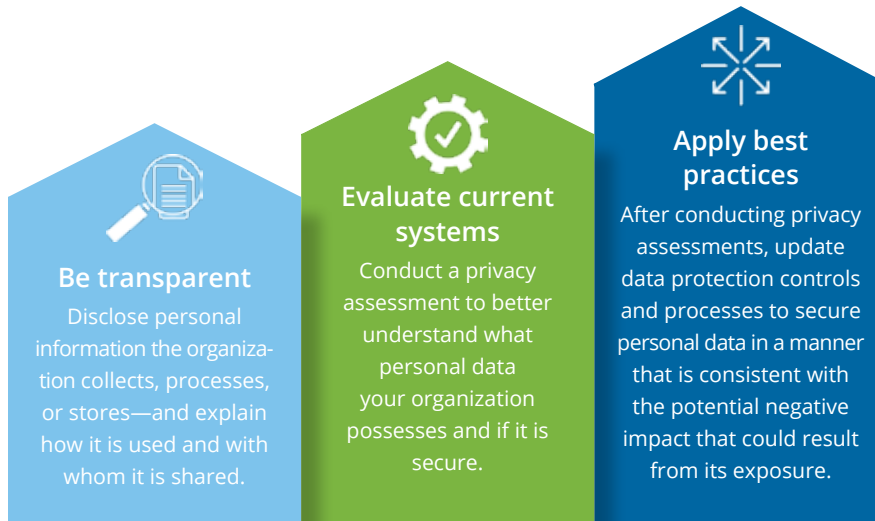 Be transparent
Disclose personal
information the organiza-
tion collects, processes,
or stores—and explain
how it is used and with
whom it is shared.
Evaluate current
systems
Conduct a privacy
assessment to better
understand what
personal data
your organization
possesses and if it is
secure.
Apply best
practices
After conducting privacy
assessments, update
data protection controls
and processes to secure
personal data in a manner
that is consistent with
the potential negative
impact that could result
from its exposure.